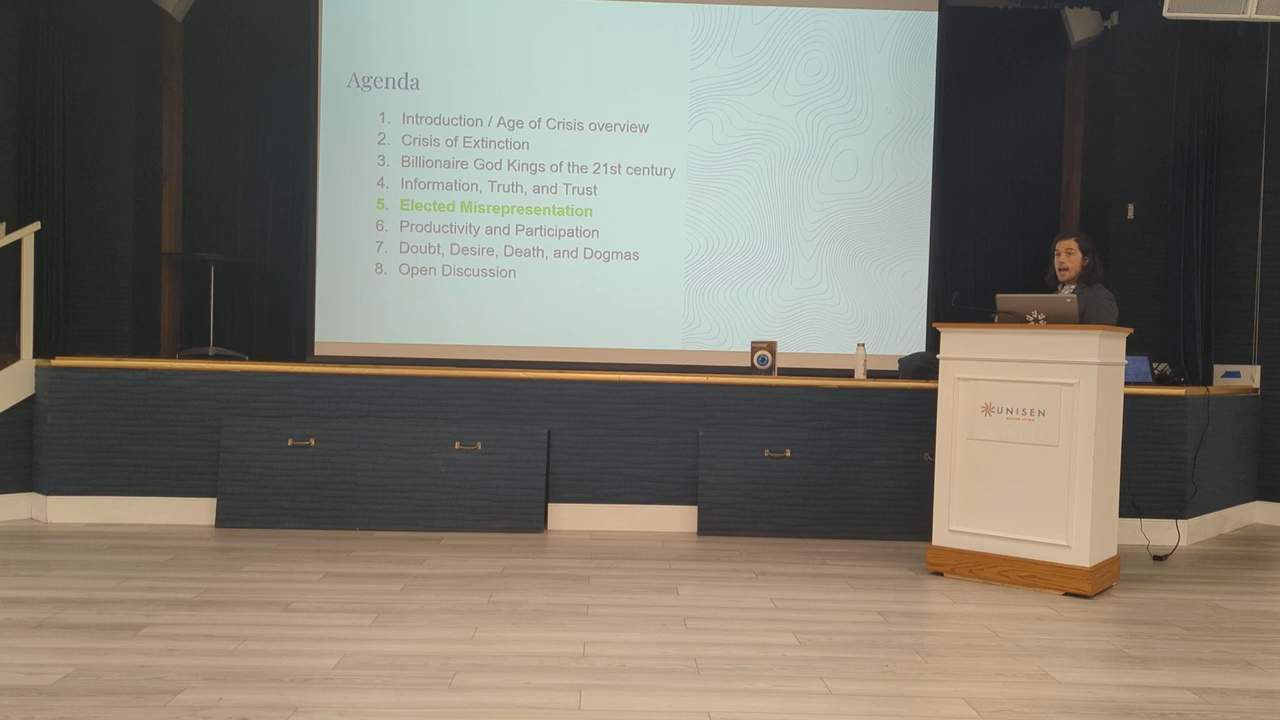 Agenda
1. Introduction / Age of Crisis overview
2. Crisis of Extinction
3. Billionaire God Kings of the 21st century
4. Information, Truth, and Trust
5. Elected Misrepresentation
6. Productivity and Participation
7. Doubt, Desire, Death, and Dogmas
8. Open Discussion
UNISEN